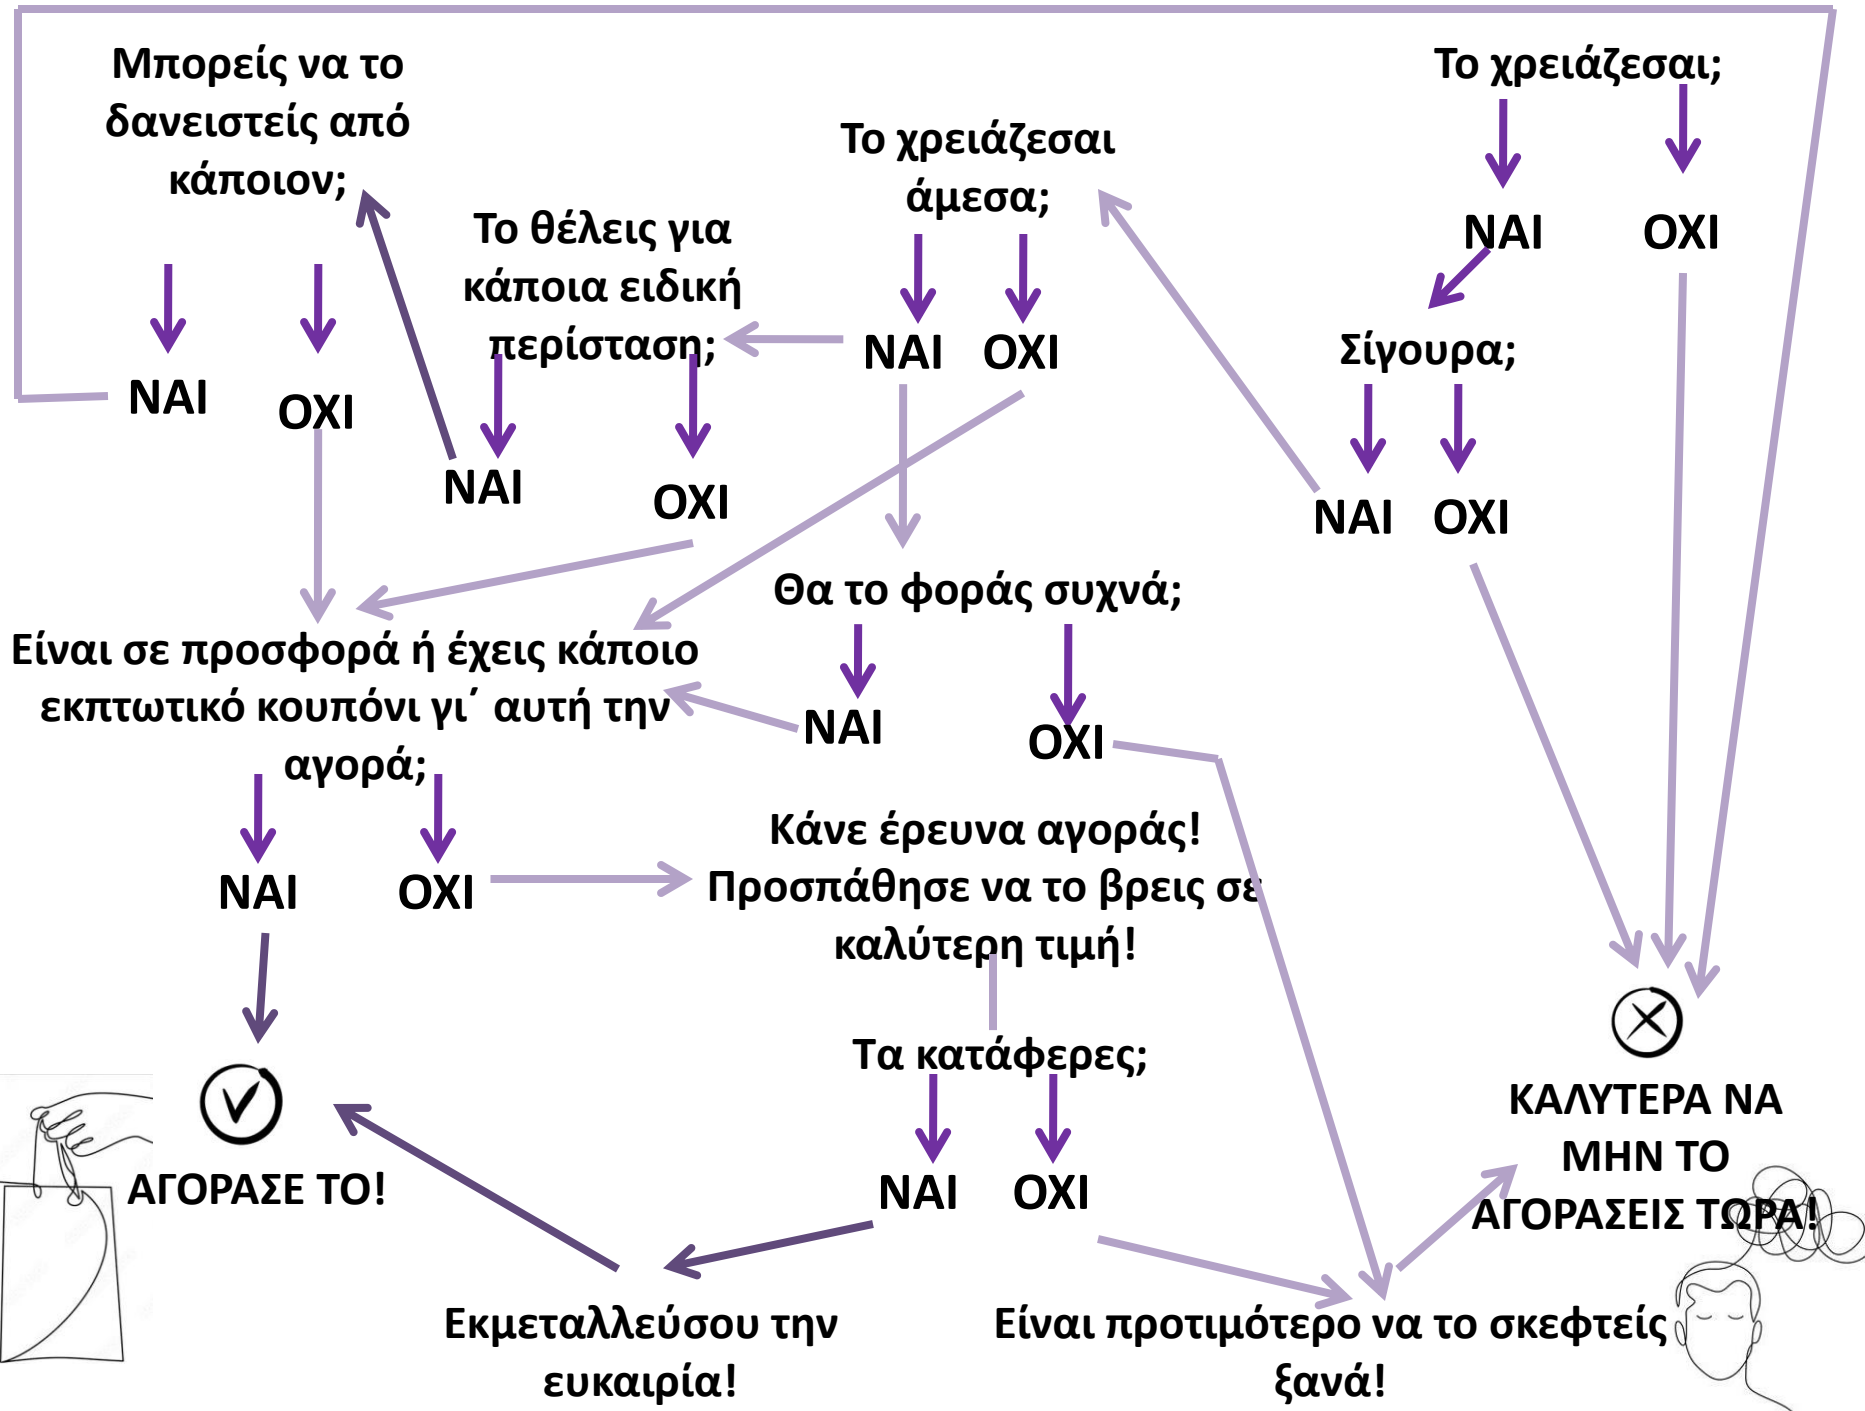 Μπορείς να το
δανειστείς από
κάποιον;
ΝΑΙ
ΟΧΙ
Το θέλεις για
κάποια ειδική
περίσταση;
ΝΑΙ
ΟΧΙ
Το χρειάζεσαι
άμεσα;
ΝΑΙ
ΟΧΙ
Το χρειάζεσαι;
ΝΑΙ
ΟΧΙ
Σίγουρα;
ΝΑΙ
ΟΧΙ
Θα το φοράς συχνά;
ΝΑΙ
ΟΧΙ
Είναι σε προσφορά ή έχεις κάποιο
εκπτωτικό κουπόνι γι΄ αυτή την
αγορά;
ΝΑΙ
ΟΧΙ
Κάνε έρευνα αγοράς!
Προσπάθησε να το βρεις σε
καλύτερη τιμή!
Τα κατάφερες;
ΝΑΙ
ΟΧΙ
ΑΓΟΡΑΣΕ ΤΟ!
ΚΑΛΥΤΕΡΑ ΝΑ
ΜΗΝ ΤΟ
ΑΓΟΡΑΣΕΙΣ ΤΩΡΑ!
Εκμεταλλεύσου την
ευκαιρία!
Είναι προτιμότερο να το σκεφτείς
ξανά!